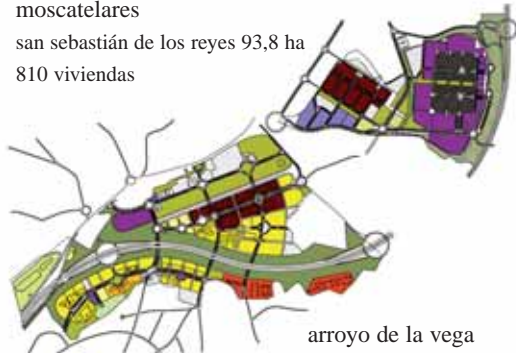 moscatelares
san sebastián de los reyes 93,8 ha
810 viviendas
arroyo de la vega